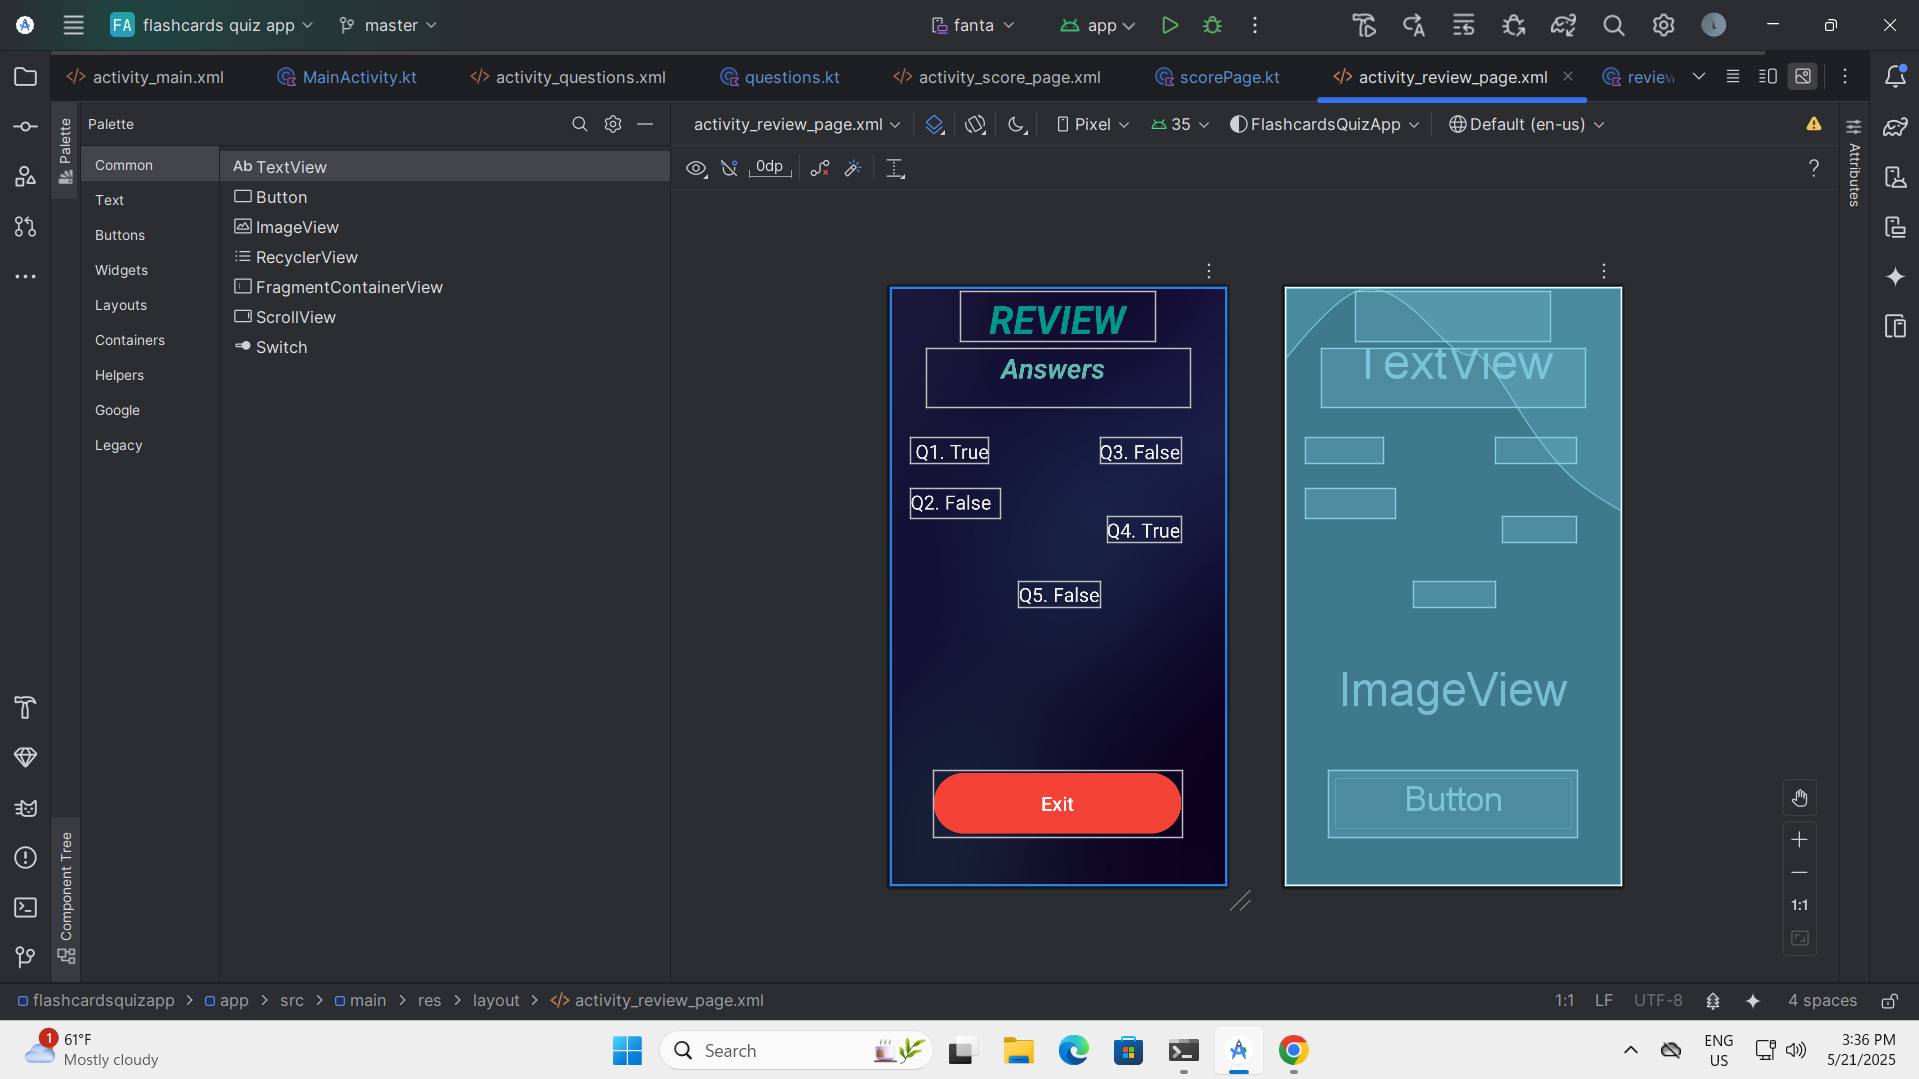 FA flashcards quiz app master fanta app
activity_main.xml MainActivity.kt activity_questions.xml questions.kt activity_score_page.xml scorePage.kt activity_review_page.xml review
Palette
Palette
activity_review_page.xml Pixel 35 FlashcardsQuizApp Default (en-us)
Attributes
Common
Text
Buttons
Widgets
Layouts
Containers
Helpers
Google
Legacy
Ab TextView
Button
ImageView
RecyclerView
FragmentContainerView
ScrollView
Switch
0dp
?
REVIEW
Answers
Q1. True
Q3. False
Q2. False
Q4. True
Q5. False
Exit
TextView
ImageView
Button
1:1
Component Tree
flashcardsquizapp > app > src > main > res > layout > activity_review_page.xml
1:1 LF UTF-8 4 spaces
1
61°F
Mostly cloudy
Search
ENG
US
3:36 PM
5/21/2025